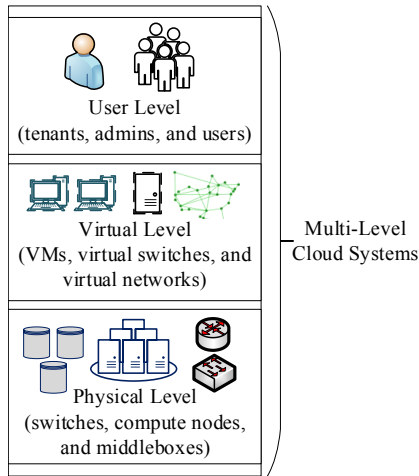 User Level
(tenants, admins, and users)
Virtual Level
(VMs, virtual switches, and
virtual networks)
Physical Level
(switches, compute nodes,
and middleboxes)
Multi-Level
Cloud Systems